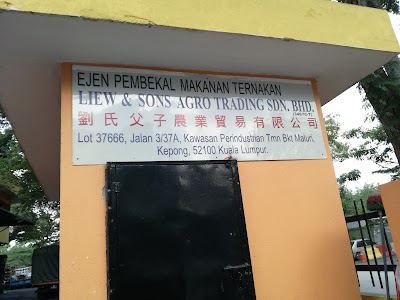 EJEN PEMBEKAL MAKANAN TERNAKAN
LIEW & SONS AGRO TRADING SDN. BHD.
劉氏父子農業貿易有限公司
Lot 37666, Jalan 3/37A, Kawasan Perindustrian Tmn Bkt Maluri,
Kepong, 52100 Kuala Lumpur.